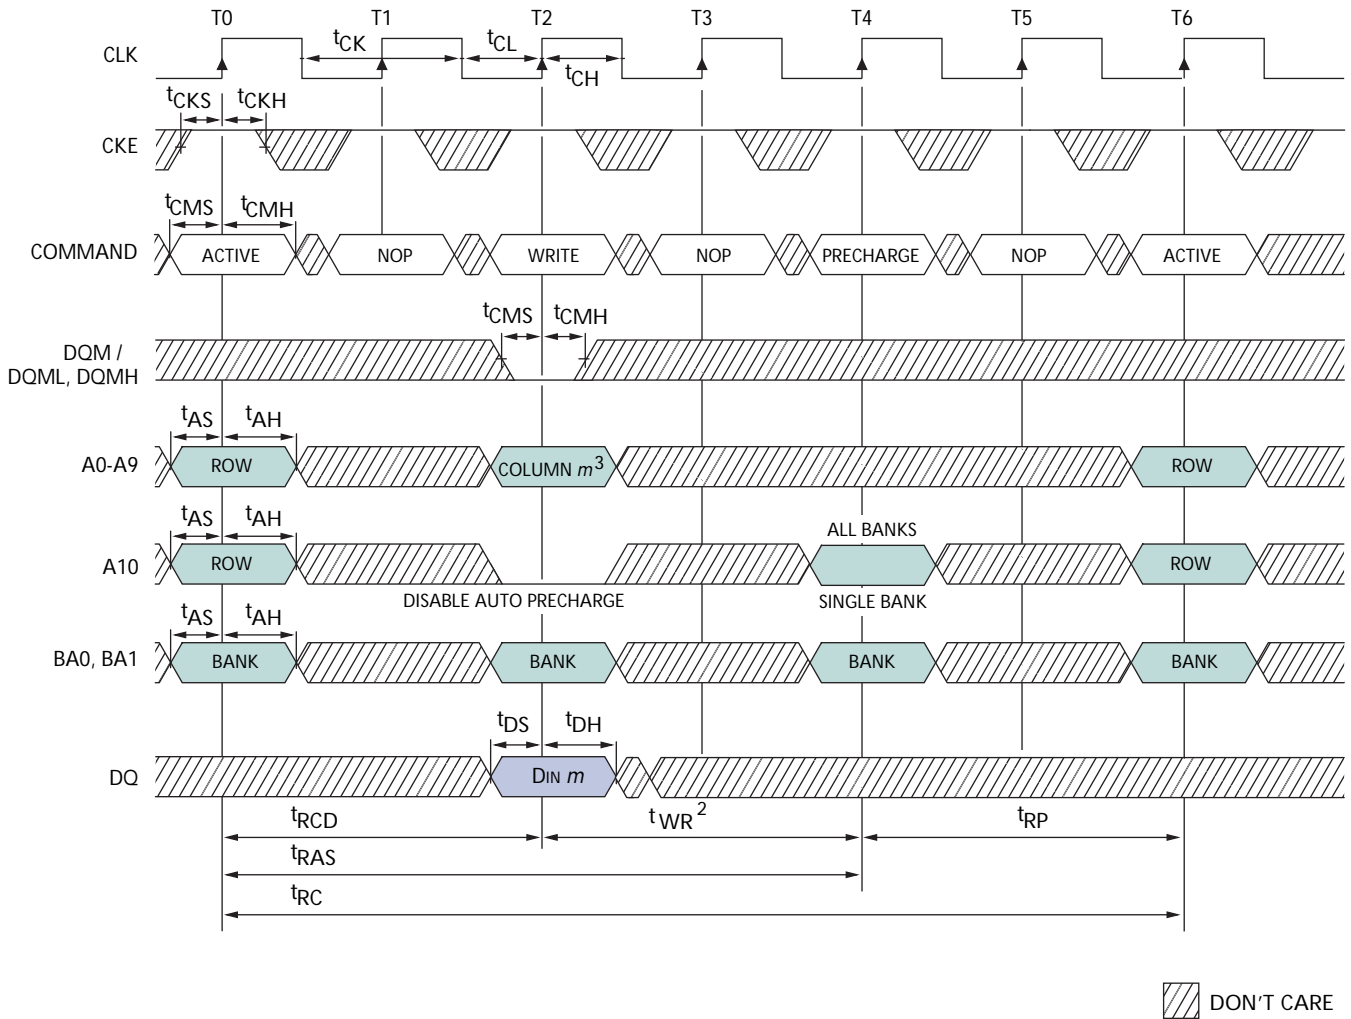 T0 T1 T2 T3 T4 T5 T6
CLK
tCK tCL tCH
tCKS tCKH
CKE
tCMS tCMH
COMMAND ACTIVE NOP WRITE NOP PRECHARGE NOP ACTIVE
tCMS tCMH
DQM /
DQML, DQMH
tAS tAH
A0-A9 ROW COLUMN m3 ROW
tAS tAH ALL BANKS
A10 ROW ROW
DISABLE AUTO PRECHARGE SINGLE BANK
tAS tAH
BA0, BA1 BANK BANK BANK BANK
tDS tDH
DQ DIN m
tRCD tWR2 tRP
tRAS
tRC
DON'T CARE